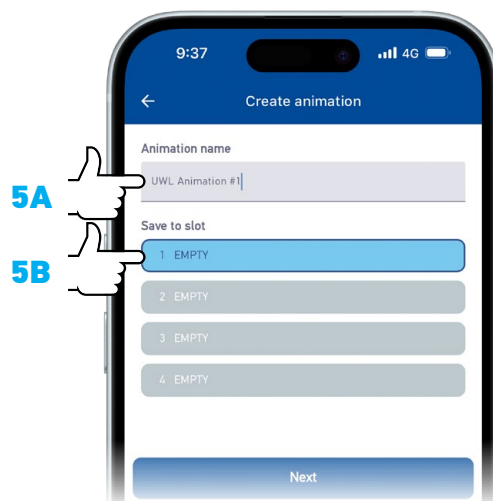 9:37
4G
Create animation
Animation name
5A
UWL Animation #1
Save to slot
5B
1 EMPTY
2 EMPTY
3 EMPTY
4 EMPTY
Next